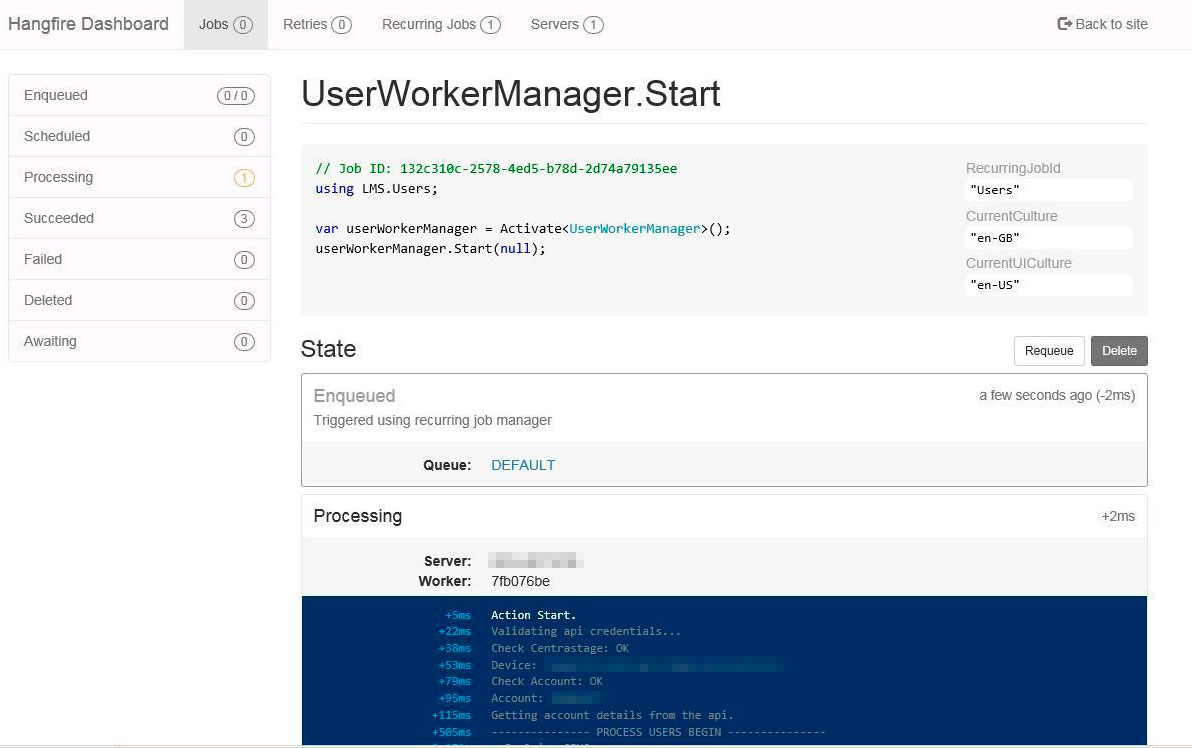 Hangfire Dashboard Jobs 0 Retries 0 Recurring Jobs 1 Servers 1 Back to site
Enqueued 0 / 0
Scheduled 0
Processing 1
Succeeded 3
Failed 0
Deleted 0
Awaiting 0
UserWorkerManager.Start
// Job ID: 132c310c-2578-4ed5-b78d-2d74a79135ee
using LMS.Users;
var userWorkerManager = Activate<UserWorkerManager>();
userWorkerManager.Start(null);
RecurringJobId
"Users"
CurrentCulture
"en-GB"
CurrentUICulture
"en-US"
State
Requeue Delete
Enqueued a few seconds ago (-2ms)
Triggered using recurring job manager
Queue: DEFAULT
Processing +2ms
Server:
Worker: 7fb076be
+5ms Action Start.
+22ms Validating api credentials...
+38ms Check Centrastage: OK
+53ms Device:
+79ms Check Account: OK
+95ms Account:
+115ms Getting account details from the api.
+505ms --------------- PROCESS USERS BEGIN ---------------